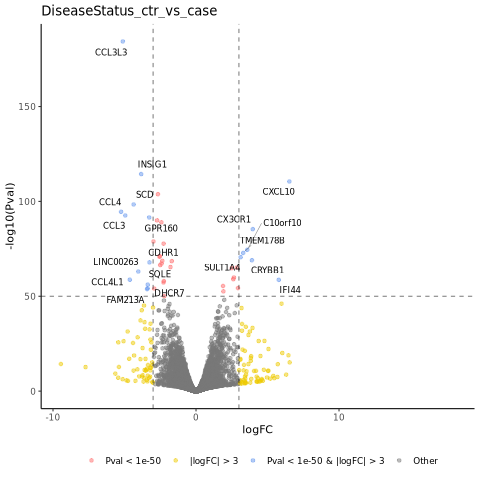 DiseaseStatus_ctr_vs_case
CCL3L3
150
INSIG1
SCD
CXCL10
CCL4
100
CX3CR1
C10orf10
CCL3
GPR160
TMEM178B
CDHR1
LINC00263
SULT1A4
CRYBB1
SQLE
CCL4L1
IFI44
DHCR7
FAM213A
50
0
-10
0
10
-log10(Pval)
logFC
Pval < 1e-50
|logFC| > 3
Pval < 1e-50 & |logFC| > 3
Other